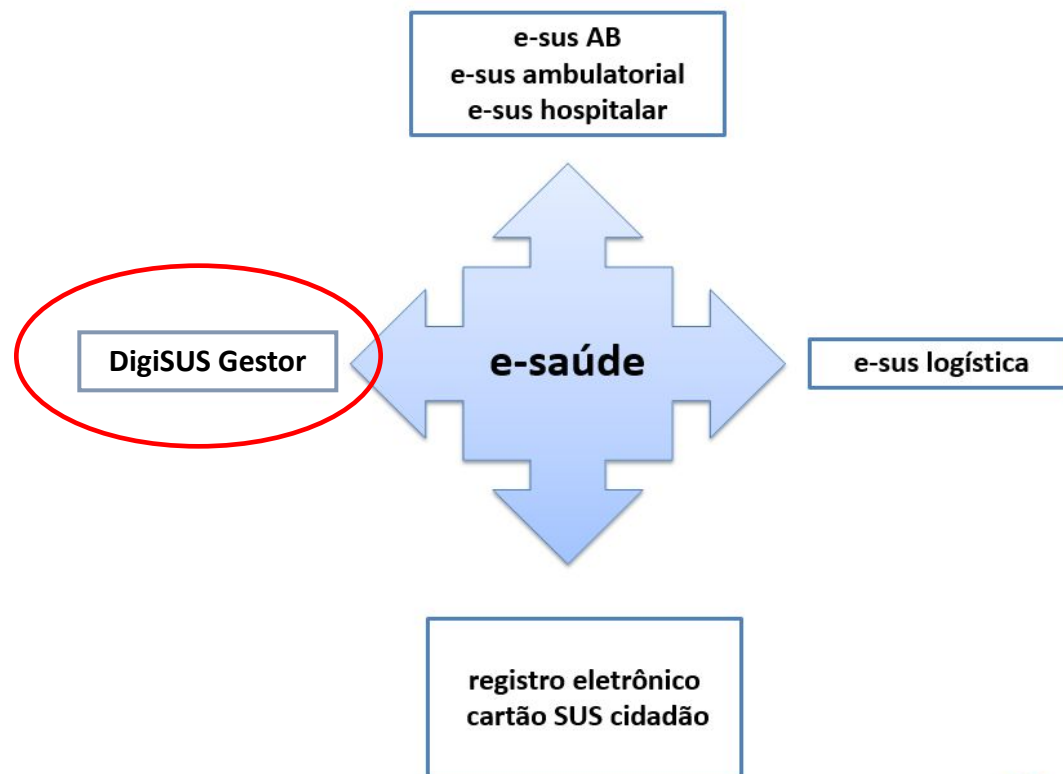 e-sus AB
e-sus ambulatorial
e-sus hospitalar
DigiSUS Gestor
e-saúde
e-sus logística
registro eletrônico
cartão SUS cidadão